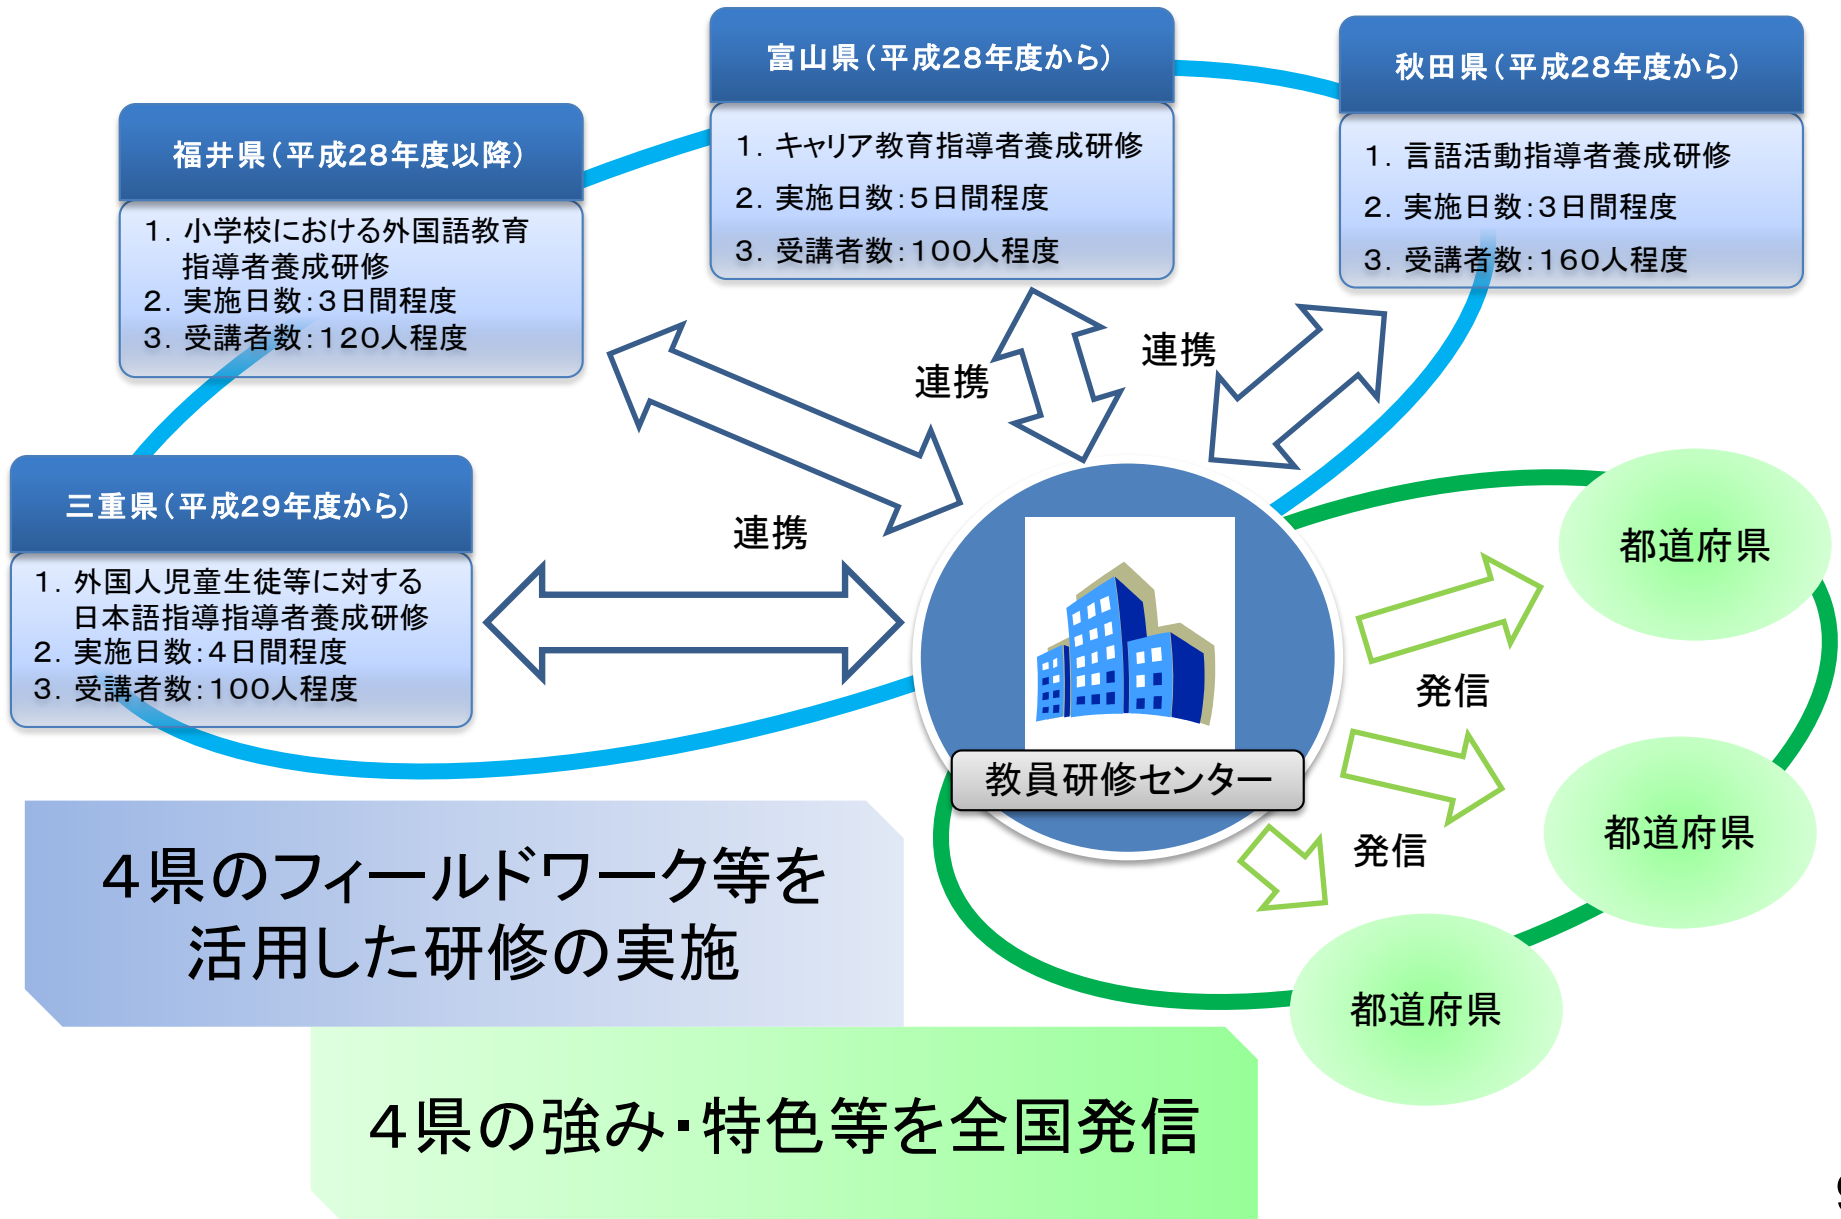 富山県（平成28年度から）
1. キャリア教育指導者養成研修
2. 実施日数：5日間程度
3. 受講者数：100人程度
秋田県（平成28年度から）
1. 言語活動指導者養成研修
2. 実施日数：3日間程度
3. 受講者数：160人程度
福井県（平成28年度以降）
1. 小学校における外国語教育
指導者養成研修
2. 実施日数：3日間程度
3. 受講者数：120人程度
三重県（平成29年度から）
1. 外国人児童生徒等に対する
日本語指導指導者養成研修
2. 実施日数：4日間程度
3. 受講者数：100人程度
連携
連携
連携
連携
教員研修センター
都道府県
発信
都道府県
発信
都道府県
4県のフィールドワーク等を
活用した研修の実施
4県の強み・特色等を全国発信